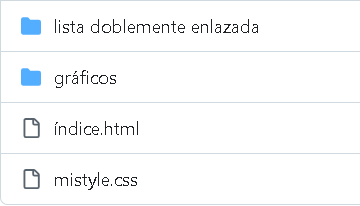 lista doblemente enlazada
gráficos
índice.html
mistyle.css